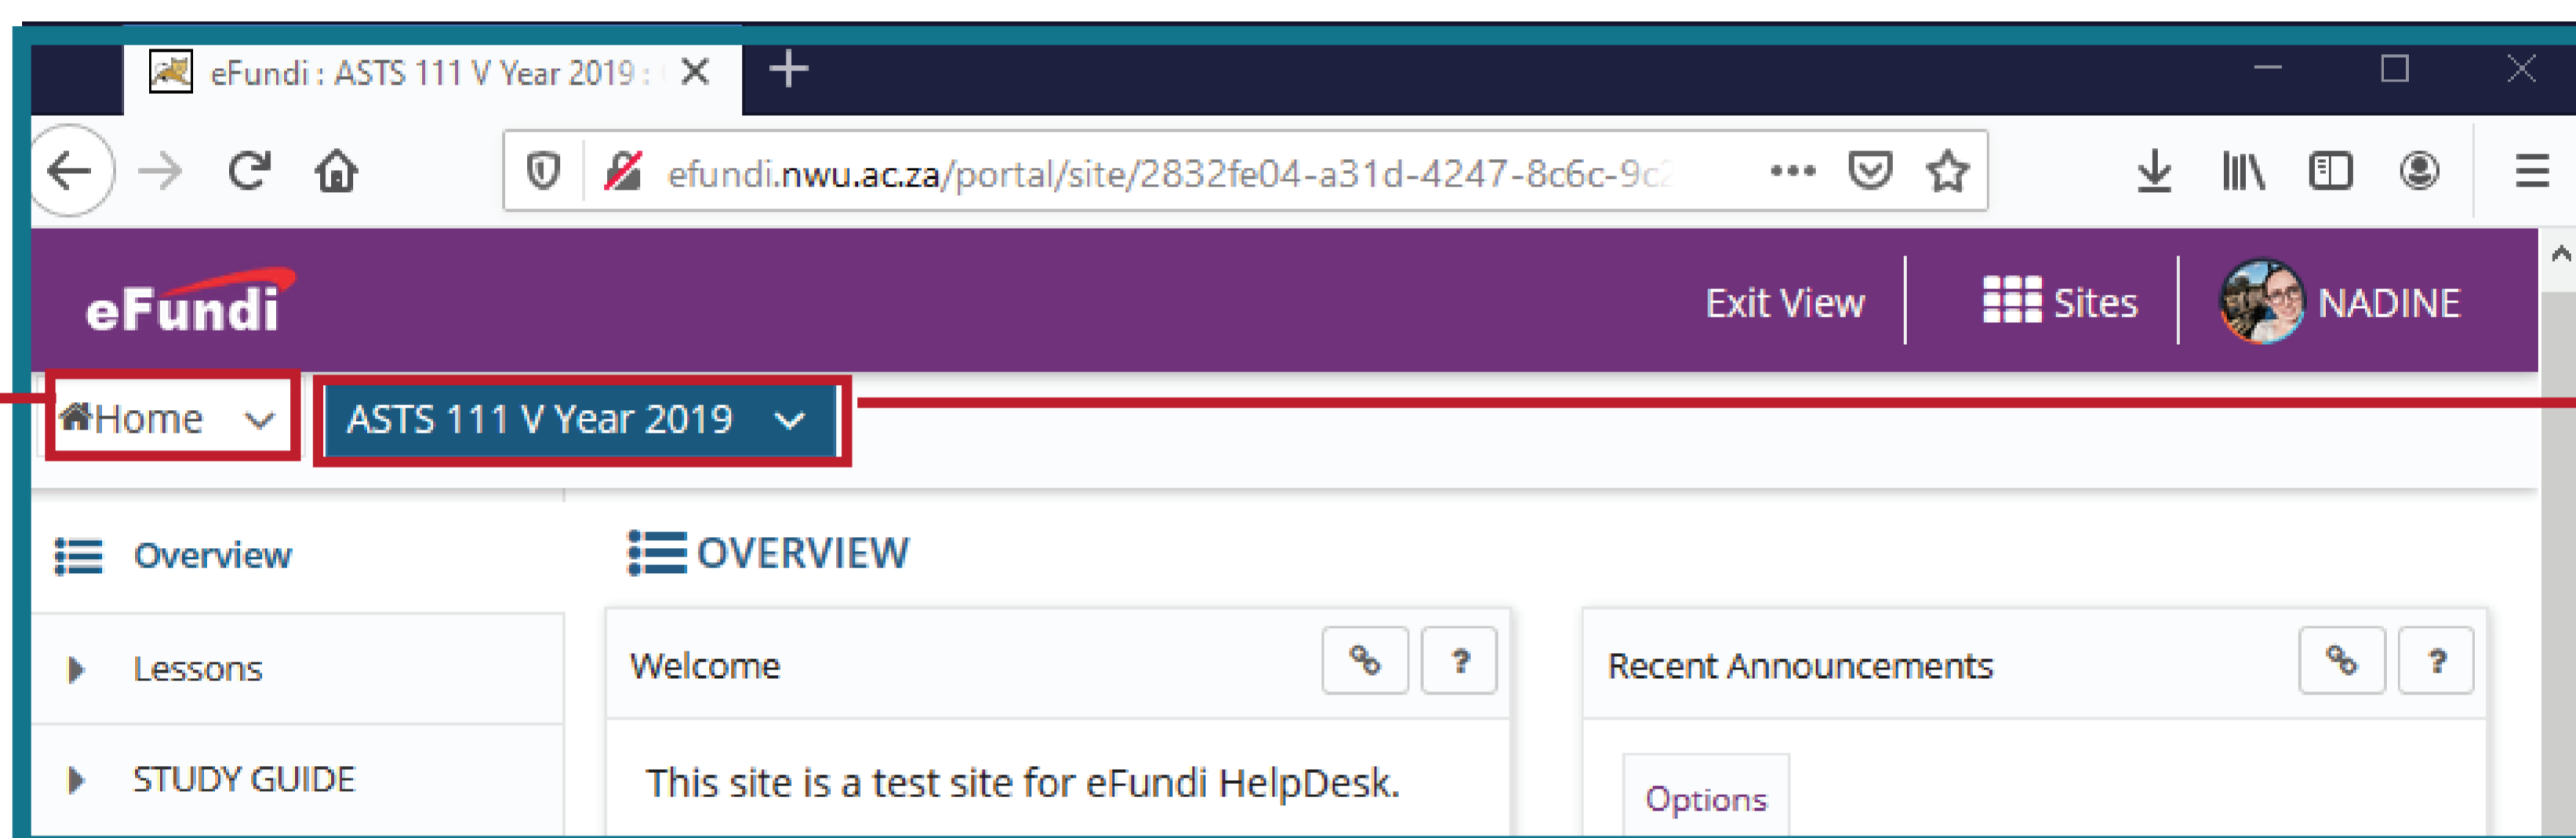 eFundi : ASTS 111 V Year 2019 :
efundi.nwu.ac.za/portal/site/2832fe04-a31d-4247-8c6c-9c2
eFundi
Exit View
Sites
NADINE
Home
ASTS 111 V Year 2019
Overview
OVERVIEW
Lessons
Welcome
?
Recent Announcements
?
STUDY GUIDE
This site is a test site for eFundi HelpDesk.
Options